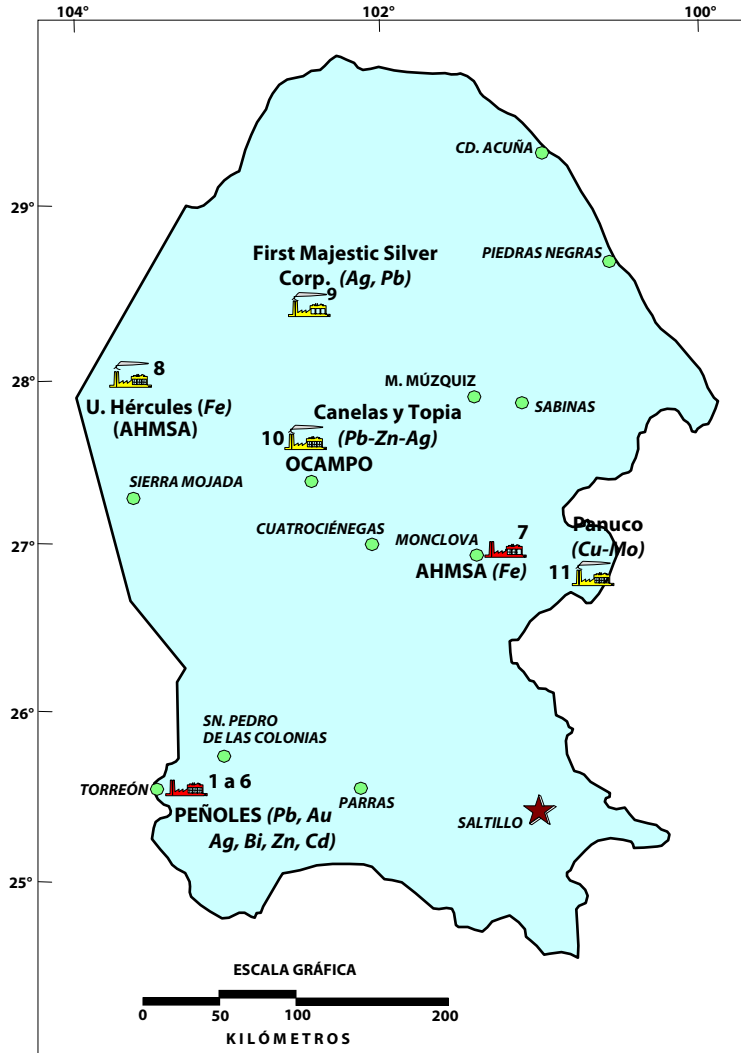 104°
102°
100°
CD. ACUÑA
29°
First Majestic Silver
Corp. (Ag, Pb)
9
PIEDRAS NEGRAS
8
28°
U. Hércules (Fe)
(AHMSA)
M. MÚZQUIZ
SABINAS
Canelas y Topia
10 (Pb-Zn-Ag)
OCAMPO
SIERRA MOJADA
CUATROCIÉNEGAS
MONCLOVA
7
AHMSA (Fe)
Panuco
(Cu-Mo)
11
27°
26°
SN. PEDRO
DE LAS COLONIAS
TORREÓN
1 a 6
PEÑOLES (Pb, Au
Ag, Bi, Zn, Cd)
PARRAS
SALTILLO
25°
ESCALA GRÁFICA
0 50 100 200
KILÓMETROS